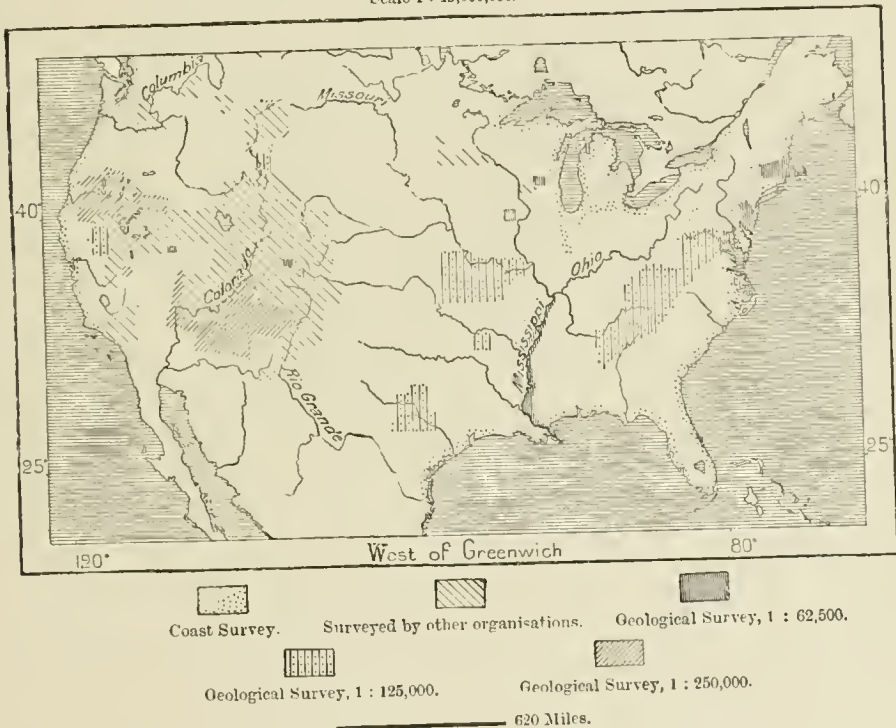 Columbia
Missouri
40°
40°
Colorado
Ohio
Mississippi
Rio Grande
25°
25°
120°
West of Greenwich
80°
Coast Survey.
Surveyed by other organisations.
Geological Survey, 1 : 62,500.
Geological Survey, 1 : 125,000.
Geological Survey, 1 : 250,000.
620 Miles.